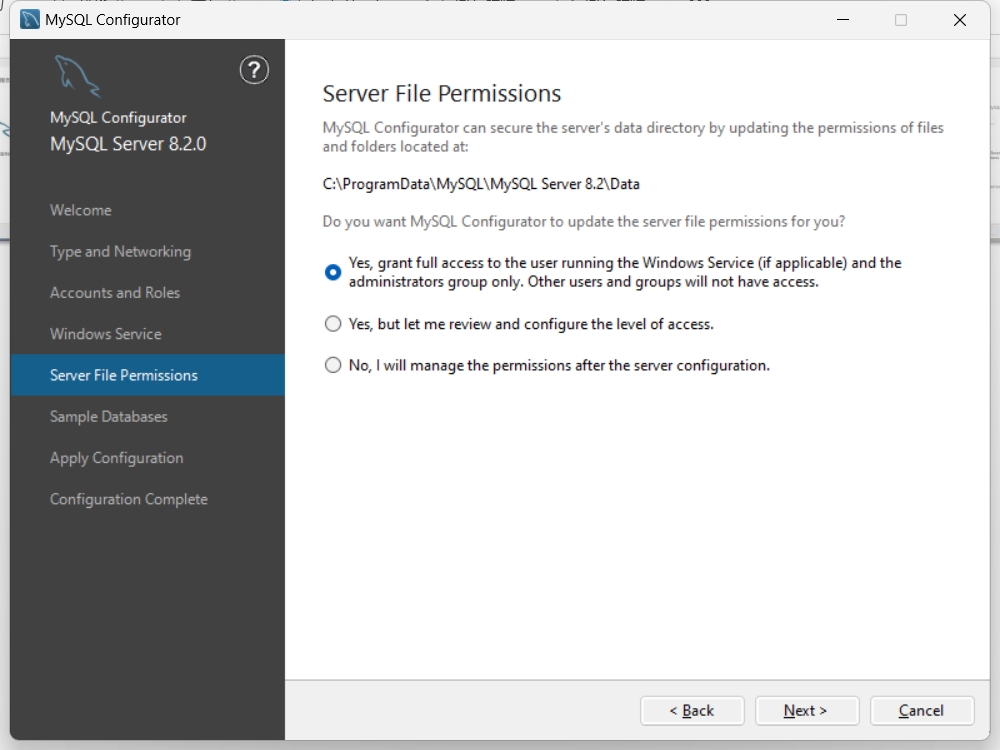 MySQL Configurator
?
MySQL Configurator
MySQL Server 8.2.0
Welcome
Type and Networking
Accounts and Roles
Windows Service
Server File Permissions
Sample Databases
Apply Configuration
Configuration Complete
Server File Permissions
MySQL Configurator can secure the server's data directory by updating the permissions of files
and folders located at:
C:\ProgramData\MySQL\MySQL Server 8.2\Data
Do you want MySQL Configurator to update the server file permissions for you?
Yes, grant full access to the user running the Windows Service (if applicable) and the
administrators group only. Other users and groups will not have access.
Yes, but let me review and configure the level of access.
No, I will manage the permissions after the server configuration.
< Back
Next >
Cancel